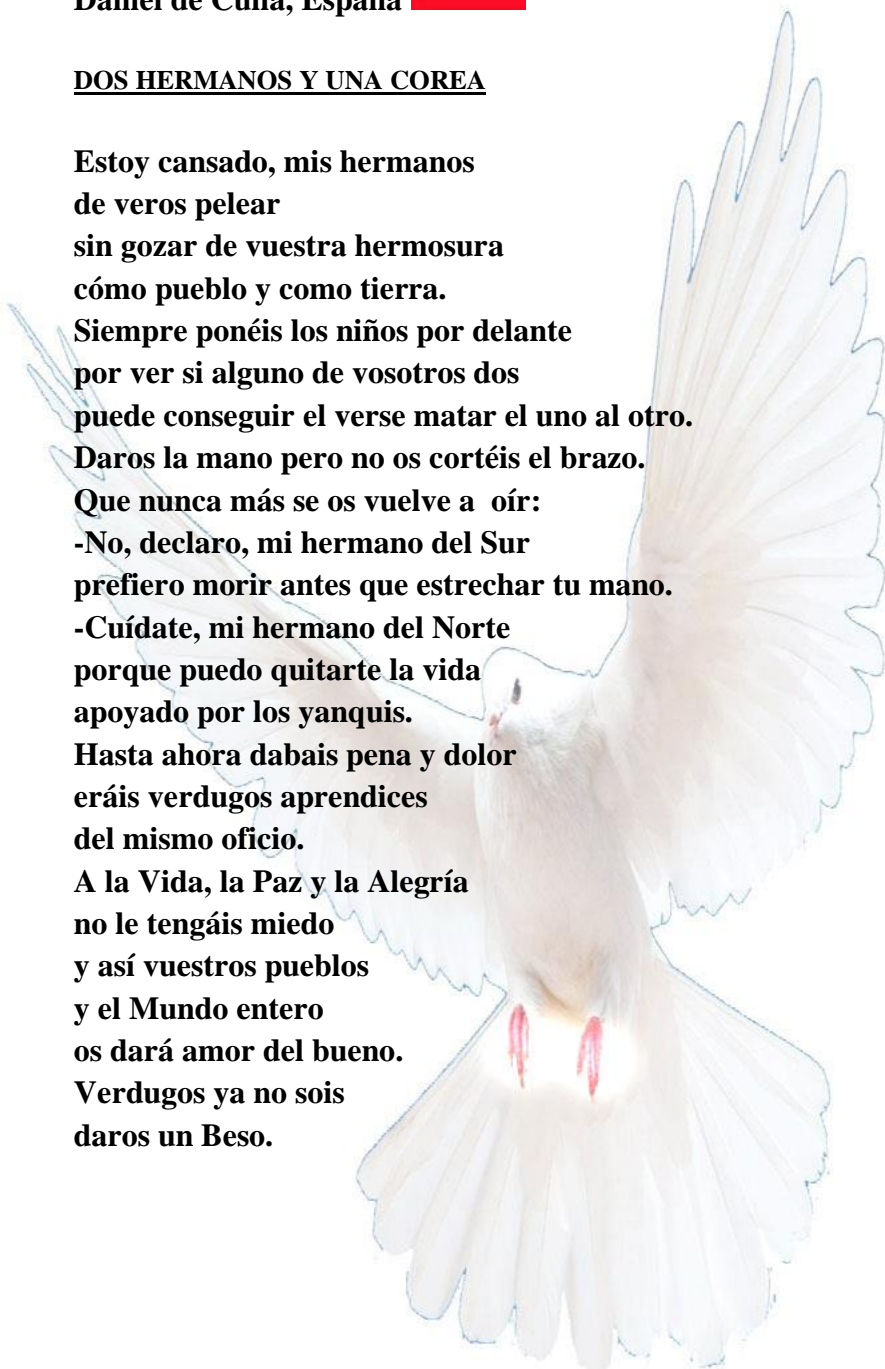 Daniel de Culla, España
DOS HERMANOS Y UNA COREA
Estoy cansado, mis hermanos
de veros pelear
sin gozar de vuestra hermosura
cómo pueblo y como tierra.
Siempre ponéis los niños por delante
por ver si alguno de vosotros dos
puede conseguir el verse matar el uno al otro.
Daros la mano pero no os cortéis el brazo.
Que nunca más se os vuelve a  oír:
-No, declaro, mi hermano del Sur
prefiero morir antes que estrechar tu mano.
-Cuídate, mi hermano del Norte
porque puedo quitarte la vida
apoyado por los yanquis.
Hasta ahora dabais pena y dolor
eráis verdugos aprendices
del mismo oficio.
A la Vida, la Paz y la Alegría
no le tengáis miedo
y así vuestros pueblos
y el Mundo entero
os dará amor del bueno.
Verdugos ya no sois
daros un Beso.